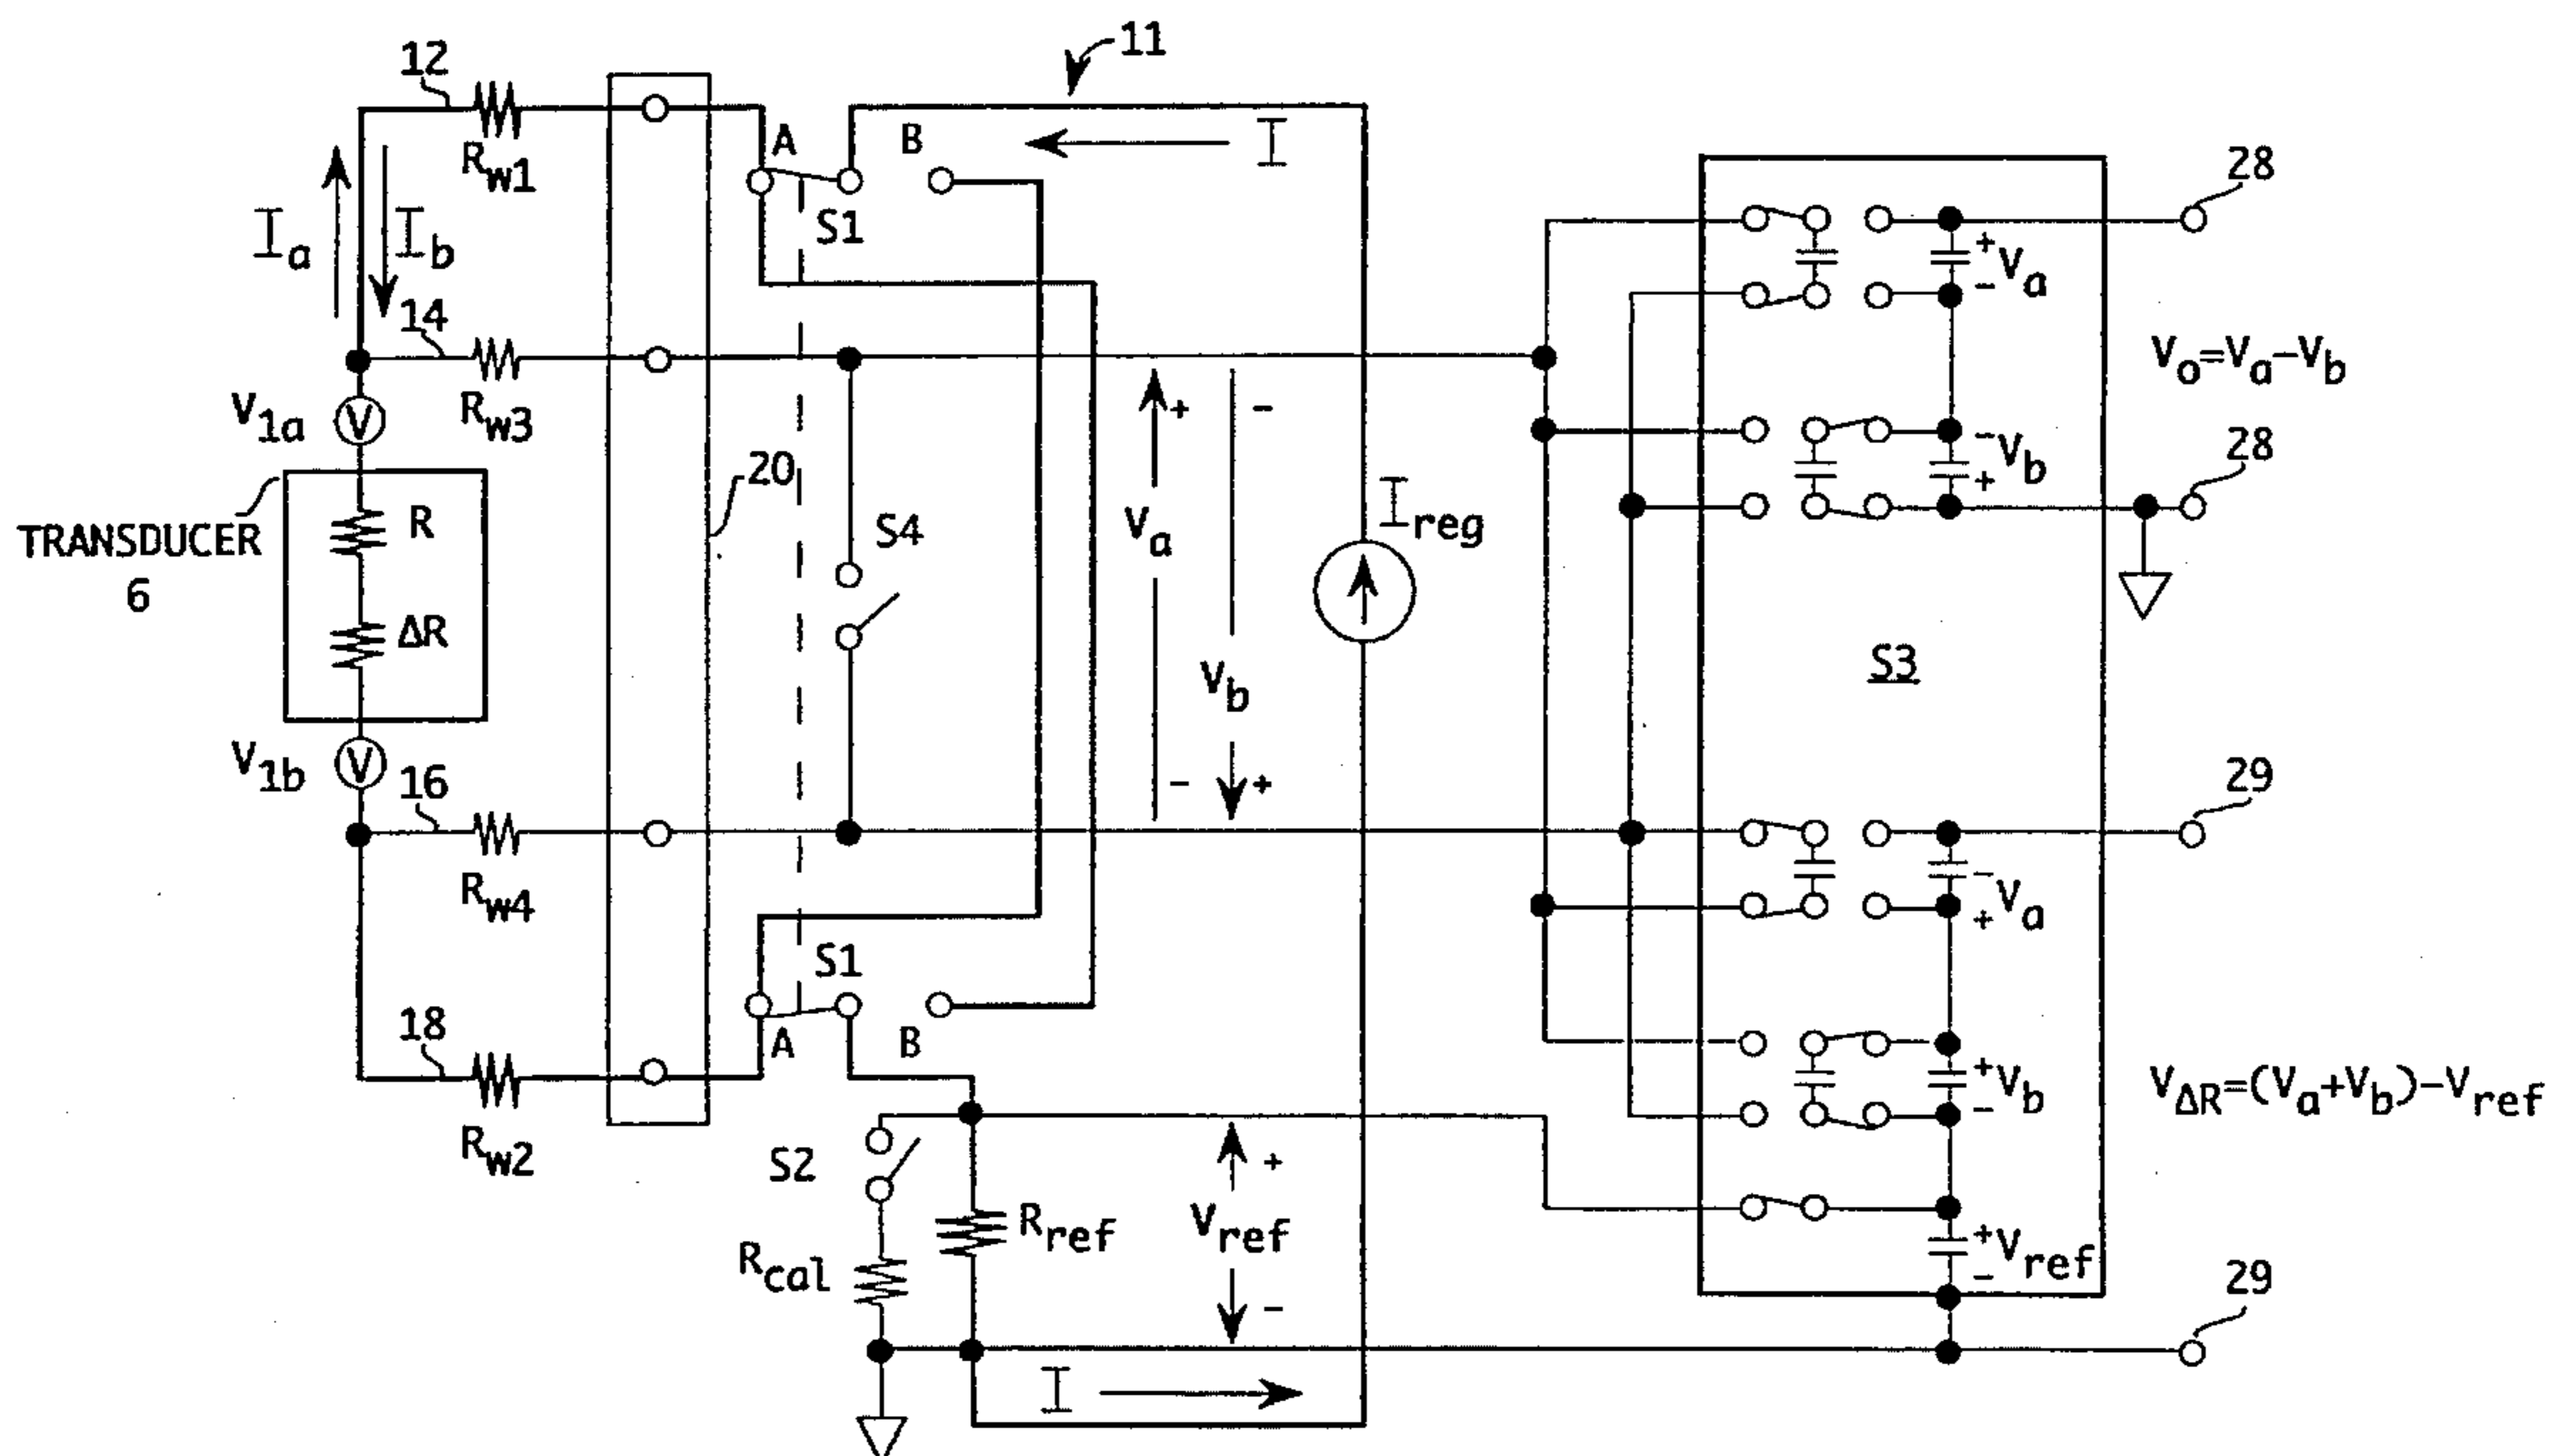 11
12
Rw1
A
B
I
S1
28
+
Va
-
Ia
Ib
14
Rw3
V1a
V
20
+
-
Vo=Va-Vb
-
Vb
+
28
TRANSDUCER
6
R
ΔR
S4
Va
Ireg
Vb
S3
V1b
V
16
Rw4
-
+
29
-
Va
+
S1
18
A
B
Rw2
+
Vb
-
VΔR=(Va+Vb)-Vref
S2
+
Vref
-
Rref
Rcal
+
Vref
-
29
I